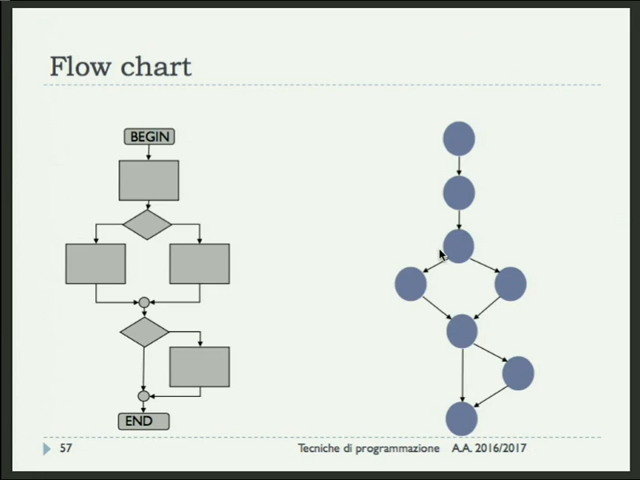 Flow chart
BEGIN
END
57
Tecniche di programmazione A.A. 2016/2017